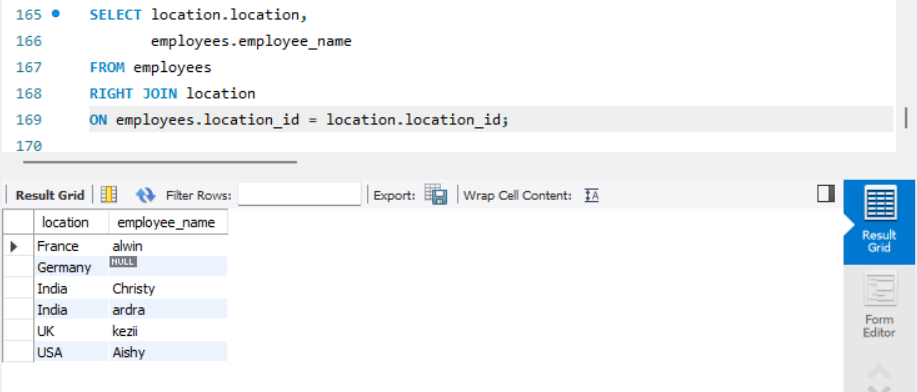 165 SELECT location.location,
166 employees.employee_name
167 FROM employees
168 RIGHT JOIN location
169 ON employees.location_id = location.location_id;
170
Result Grid Filter Rows: Export: Wrap Cell Content: IA
location employee_name
France alwin
Germany NULL
India Christy
India ardra
UK kezii
USA Aishy
Result
Grid
Form
Editor